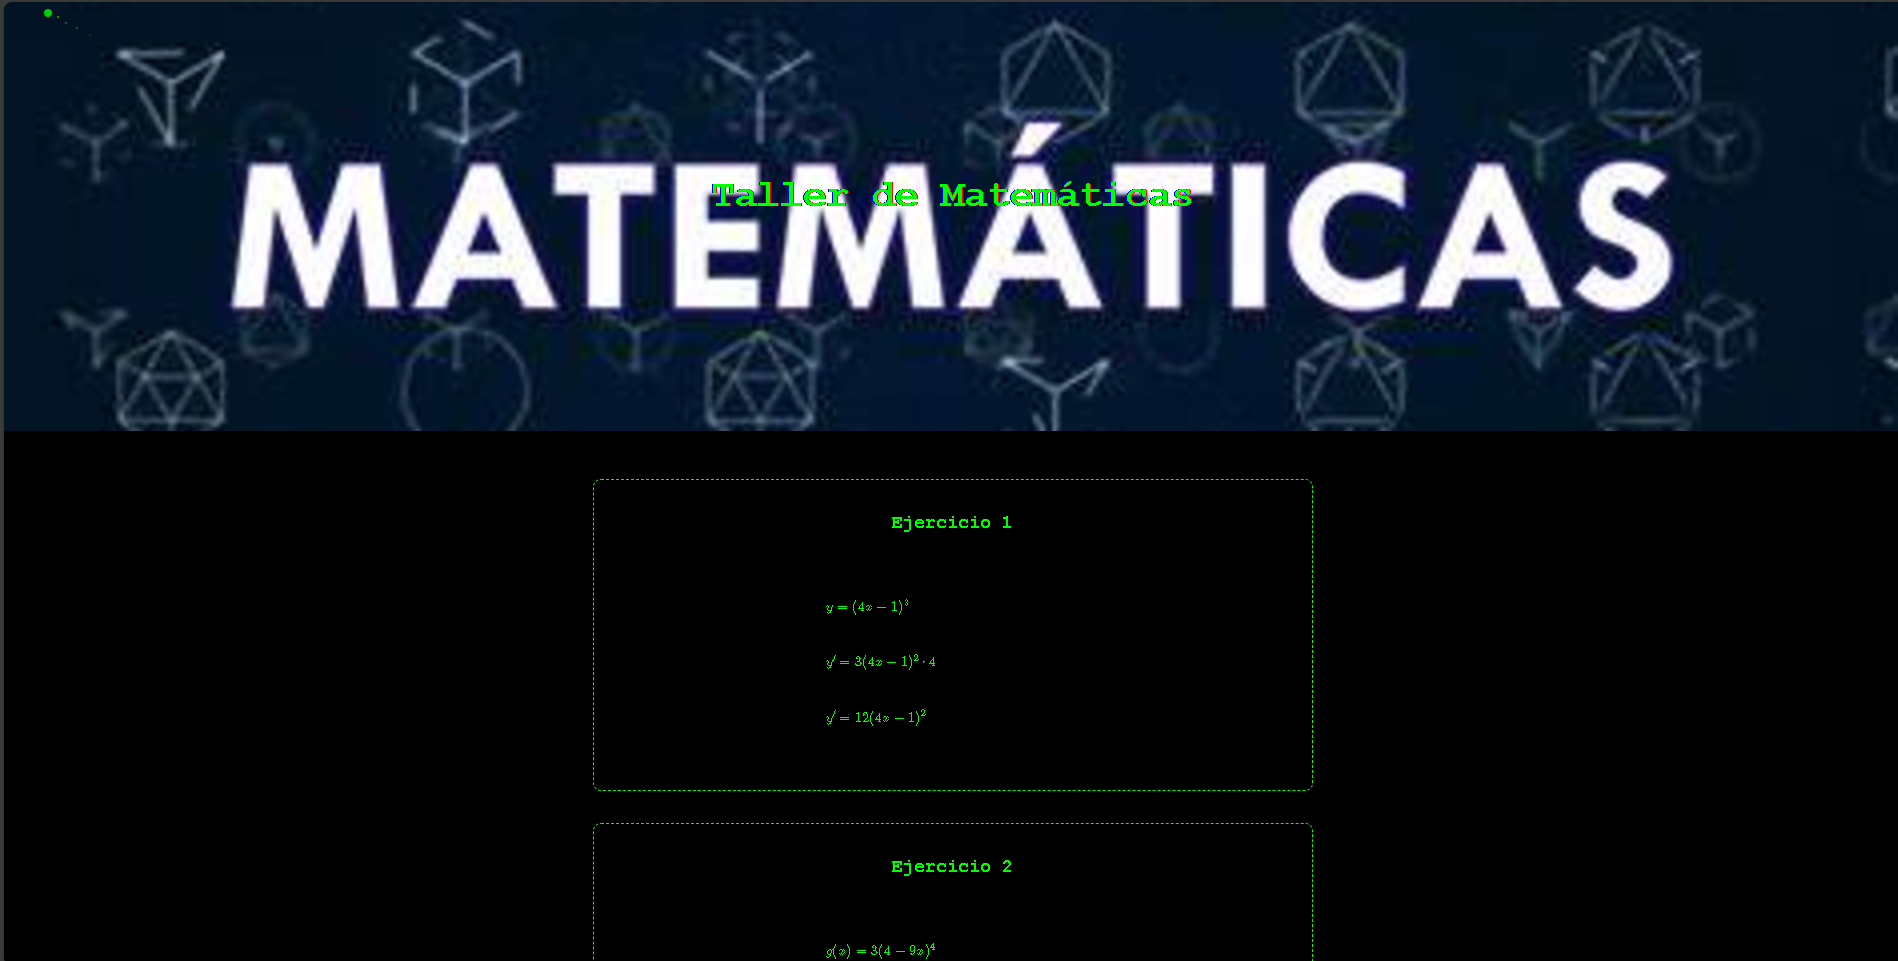 MATEMÁTICAS
Taller de Matemáticas
Ejercicio 1
y = (4x − 1)³
y′ = 3(4x − 1)² · 4
y′ = 12(4x − 1)²
Ejercicio 2
g(x) = 3(4 − 9x)⁴